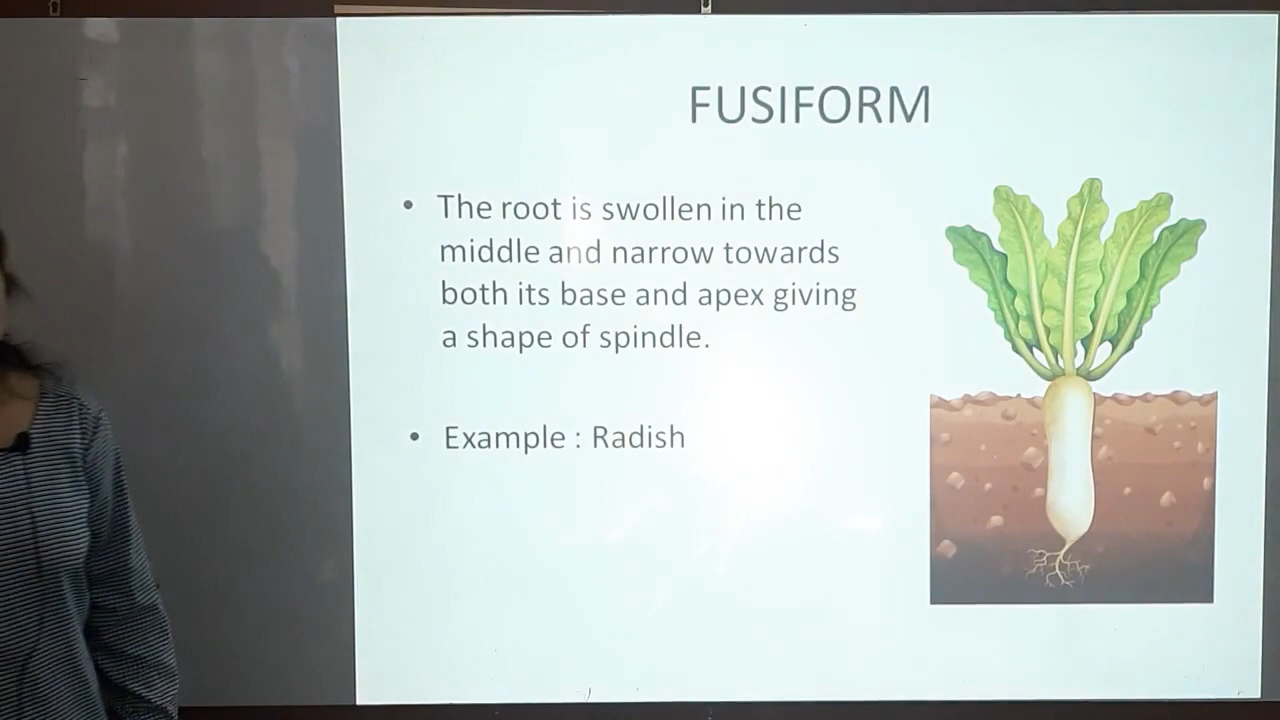 FUSIFORM
• The root is swollen in the
middle and narrow towards
both its base and apex giving
a shape of spindle.
• Example : Radish